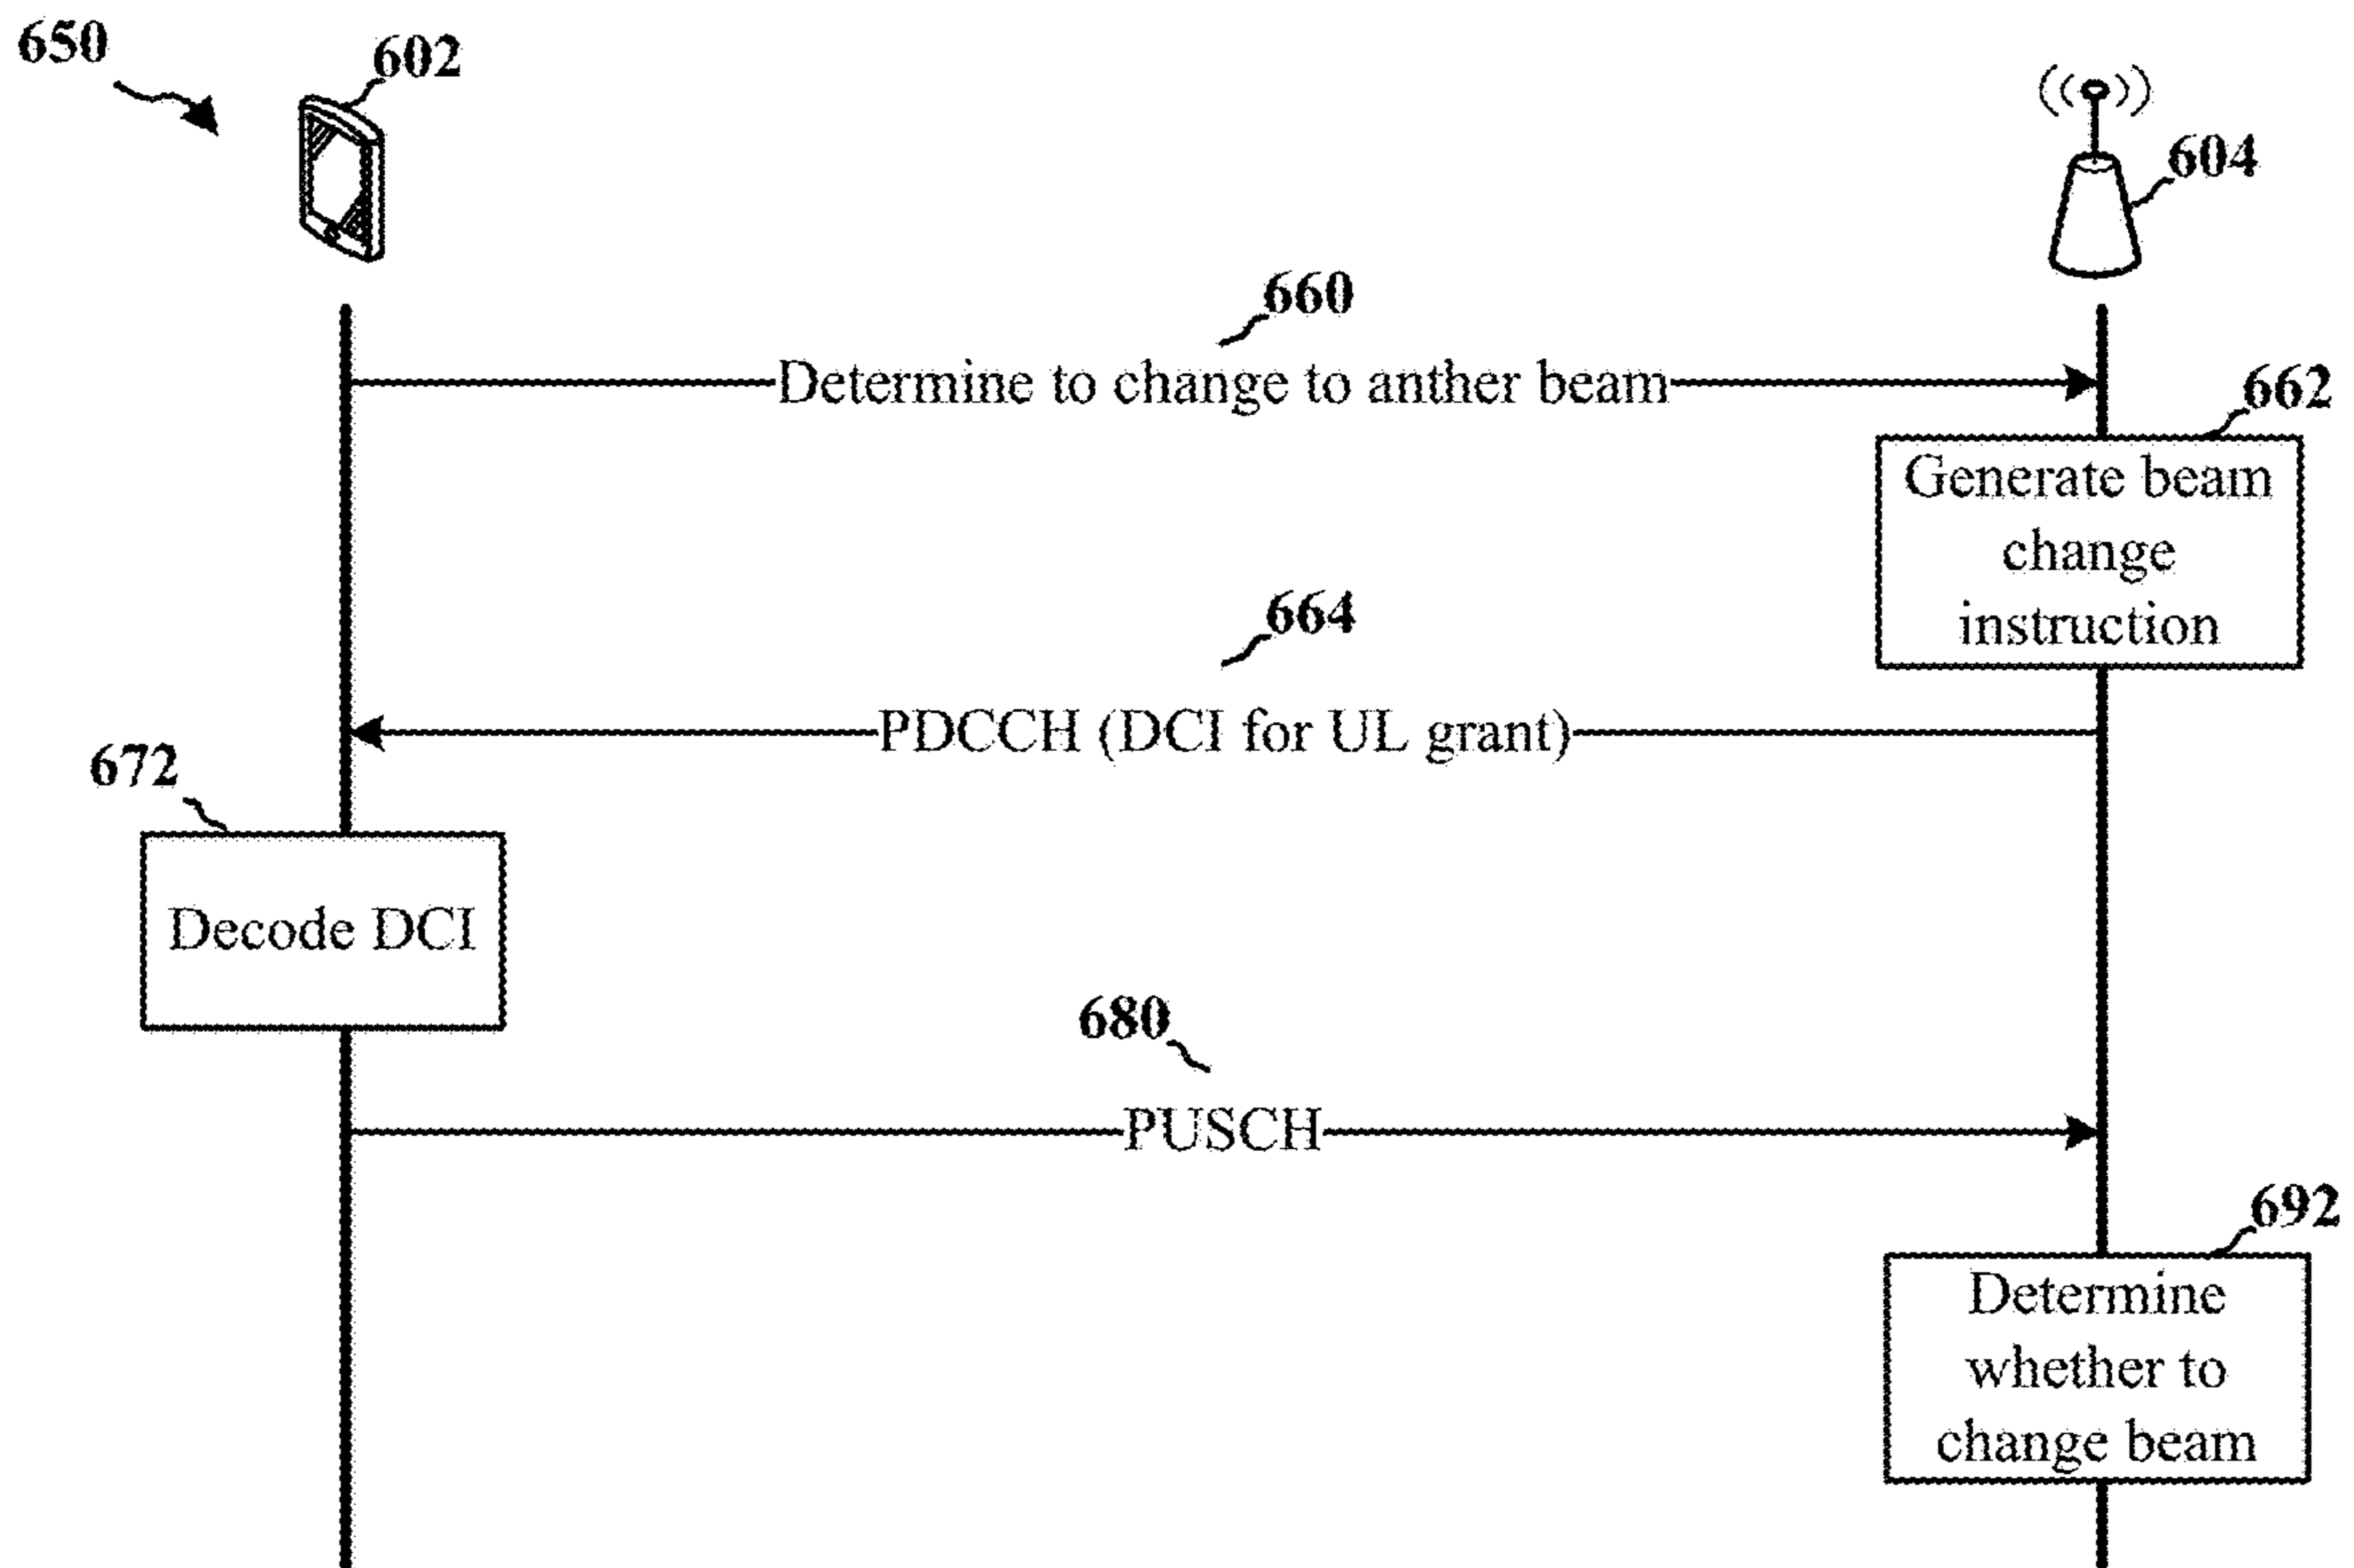 650
602
604
660
Determine to change to anther beam
662
Generate beam
change
instruction
664
PDCCH (DCI for UL grant)
672
Decode DCI
680
PUSCH
692
Determine
whether to
change beam